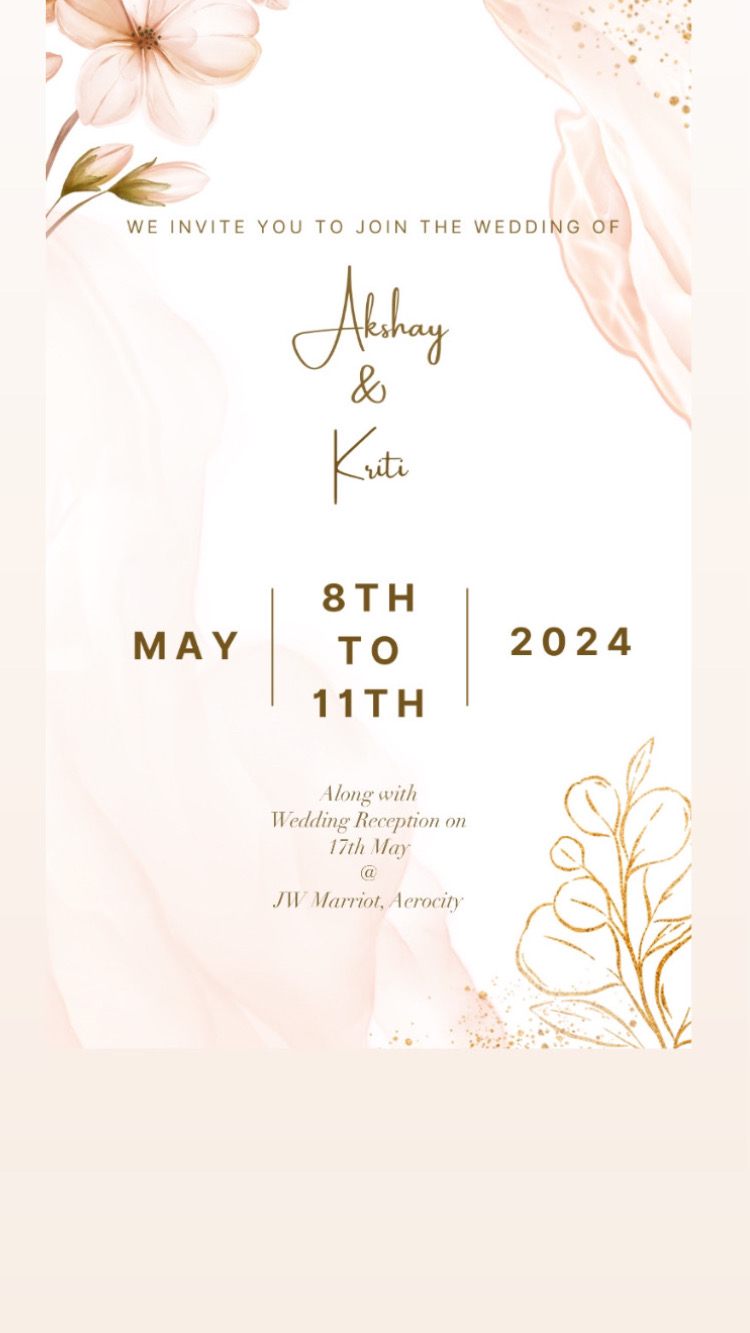 WE INVITE YOU TO JOIN THE WEDDING OF
Akshay
&
Kriti
MAY
8TH
TO
11TH
2024
Along with
Wedding Reception on
17th May
@
JW Marriot, Aerocity